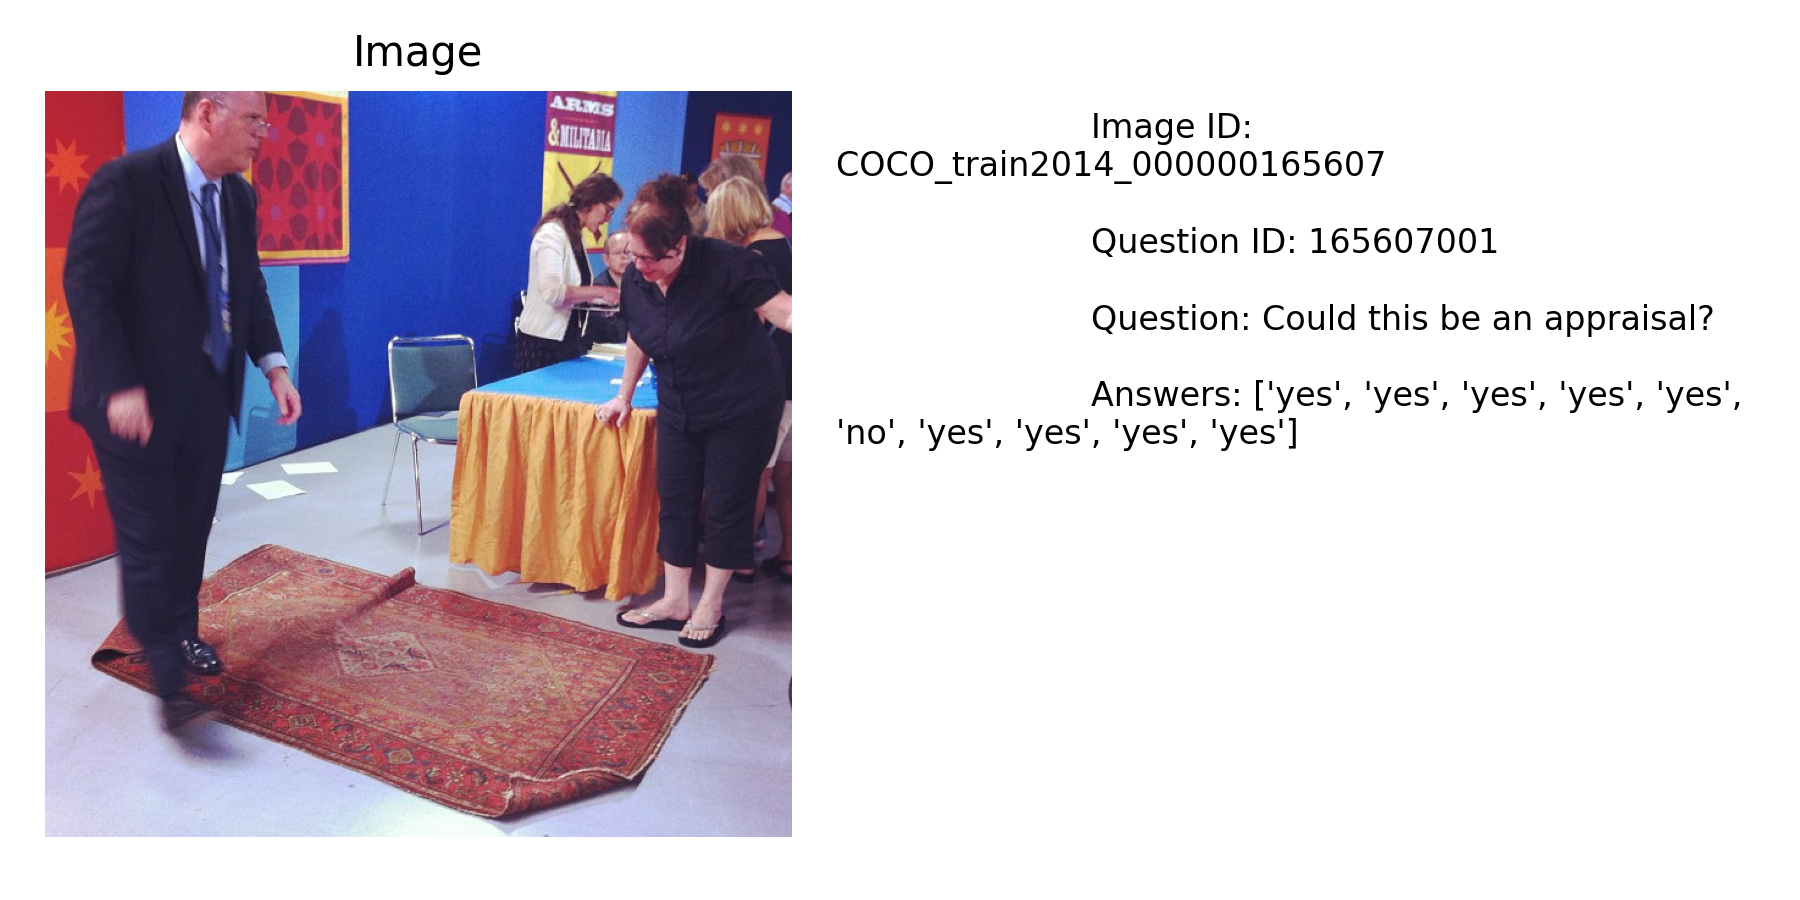 Image
ARMS
& MILITARIA
Image ID:
COCO_train2014_000000165607
Question ID: 165607001
Question: Could this be an appraisal?
Answers: ['yes', 'yes', 'yes', 'yes', 'yes',
'no', 'yes', 'yes', 'yes', 'yes']